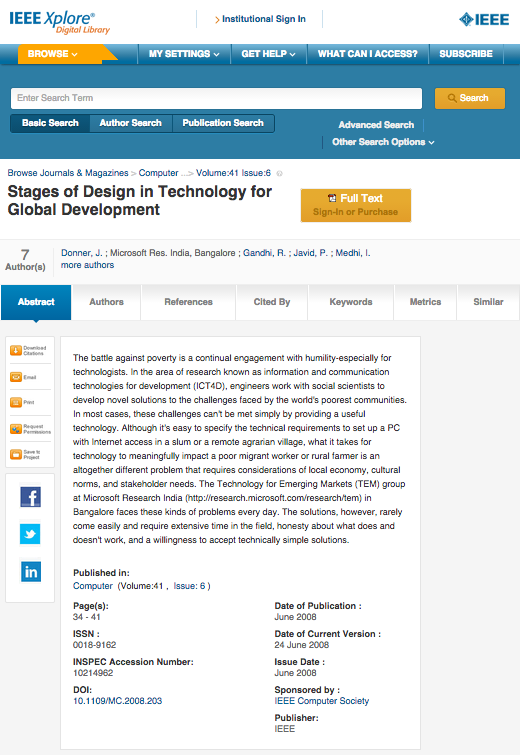 IEEE Xplore®
Digital Library
> Institutional Sign In
IEEE
BROWSE
MY SETTINGS
GET HELP
WHAT CAN I ACCESS?
SUBSCRIBE
Enter Search Term
Search
Basic Search
Author Search
Publication Search
Advanced Search
Other Search Options
Browse Journals & Magazines > Computer ...> Volume:41 Issue:6
Stages of Design in Technology for
Global Development
Full Text
Sign-In or Purchase
7
Author(s)
Donner, J. ; Microsoft Res. India, Bangalore ; Gandhi, R. ; Javid, P. ; Medhi, I.
more authors
Abstract
Authors
References
Cited By
Keywords
Metrics
Similar
Download
Citations
Email
Print
Request
Permissions
Save to
Project
The battle against poverty is a continual engagement with humility-especially for
technologists. In the area of research known as information and communication
technologies for development (ICT4D), engineers work with social scientists to
develop novel solutions to the challenges faced by the world's poorest communities.
In most cases, these challenges can't be met simply by providing a useful
technology. Although it's easy to specify the technical requirements to set up a PC
with Internet access in a slum or a remote agrarian village, what it takes for
technology to meaningfully impact a poor migrant worker or rural farmer is an
altogether different problem that requires considerations of local economy, cultural
norms, and stakeholder needs. The Technology for Emerging Markets (TEM) group
at Microsoft Research India (http://research.microsoft.com/research/tem) in
Bangalore faces these kinds of problems every day. The solutions, however, rarely
come easily and require extensive time in the field, honesty about what does and
doesn't work, and a willingness to accept technically simple solutions.
Published in:
Computer (Volume:41 , Issue: 6 )
Page(s):
34 - 41
ISSN :
0018-9162
INSPEC Accession Number:
10214962
DOI:
10.1109/MC.2008.203
Date of Publication :
June 2008
Date of Current Version :
24 June 2008
Issue Date :
June 2008
Sponsored by :
IEEE Computer Society
Publisher:
IEEE